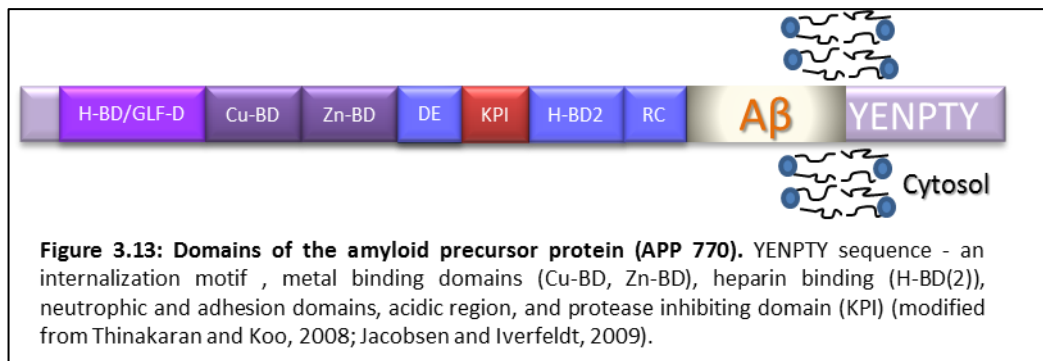 H-BD/GLF-D Cu-BD Zn-BD DE KPI H-BD2 RC Aβ YENPTY
Cytosol
Figure 3.13: Domains of the amyloid precursor protein (APP 770). YENPTY sequence - an
internalization motif , metal binding domains (Cu-BD, Zn-BD), heparin binding (H-BD(2)),
neutrophic and adhesion domains, acidic region, and protease inhibiting domain (KPI) (modified
from Thinakaran and Koo, 2008; Jacobsen and Iverfeldt, 2009).